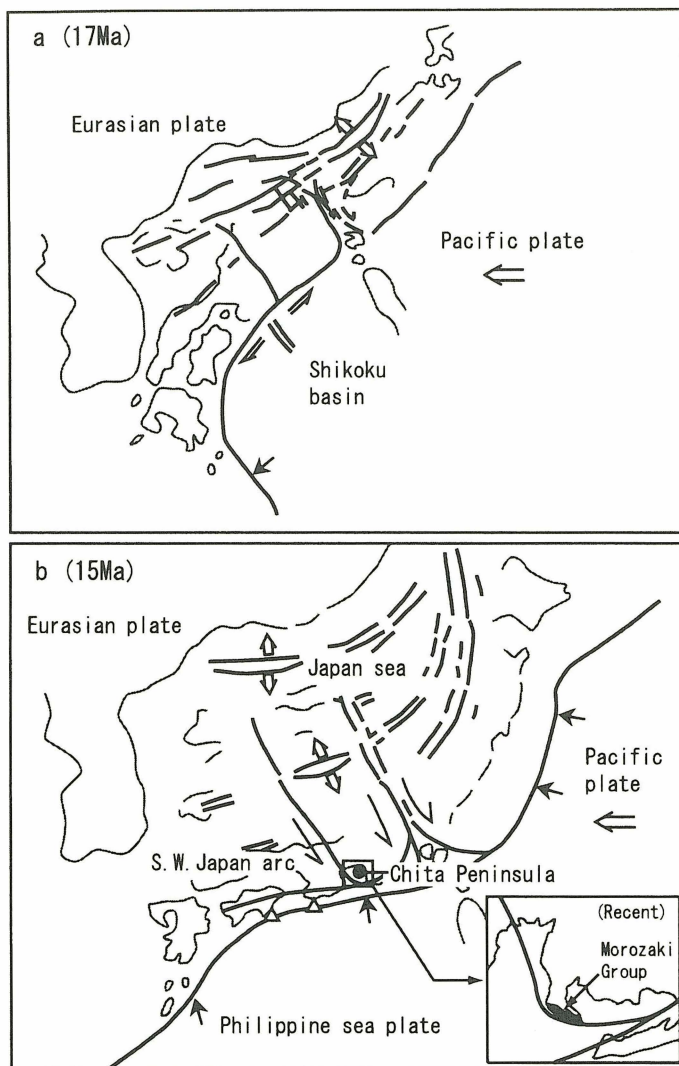 a (17Ma)
Eurasian plate
Pacific plate
Shikoku
basin
b (15Ma)
Eurasian plate
Japan sea
Pacific
plate
S.W.Japan arc
Chita Peninsula
(Recent)
Morozaki
Group
Philippine sea plate